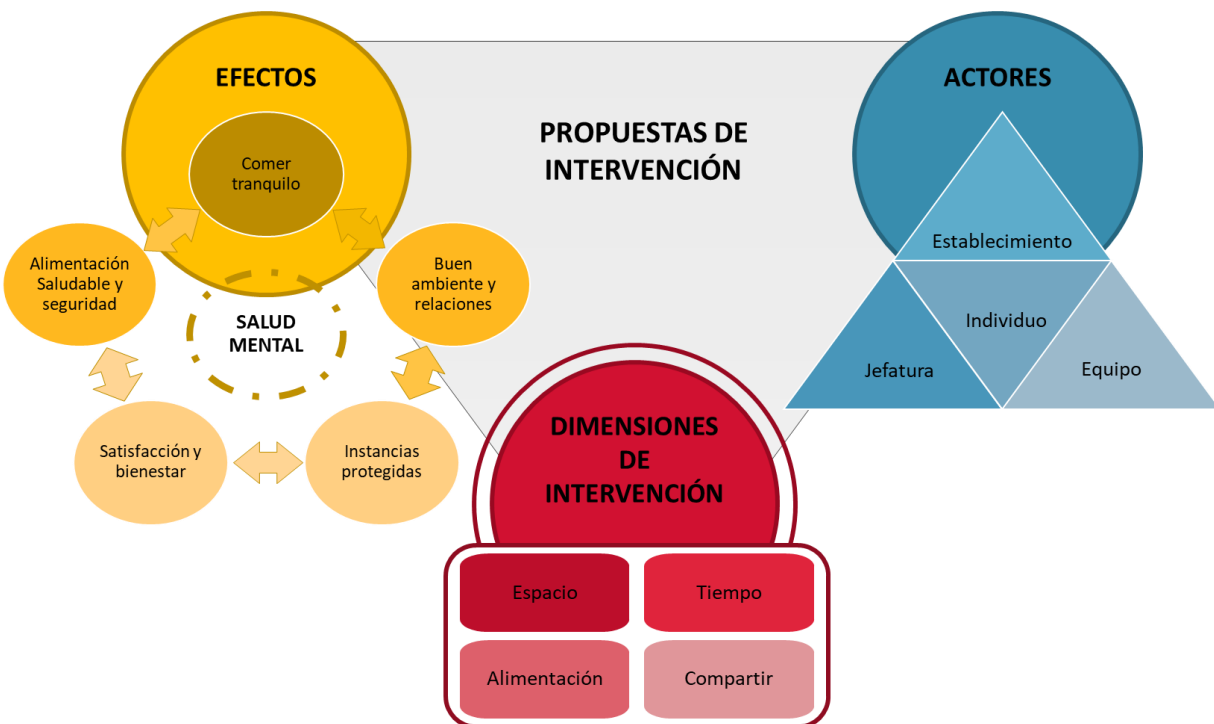 EFECTOS
Comer
tranquilo
Alimentación
Saludable y
seguridad
Buen
ambiente y
relaciones
SALUD
MENTAL
Satisfacción y
bienestar
Instancias
protegidas
PROPUESTAS DE
INTERVENCIÓN
ACTORES
Establecimiento
Individuo
Jefatura
Equipo
DIMENSIONES
DE
INTERVENCIÓN
Espacio
Tiempo
Alimentación
Compartir